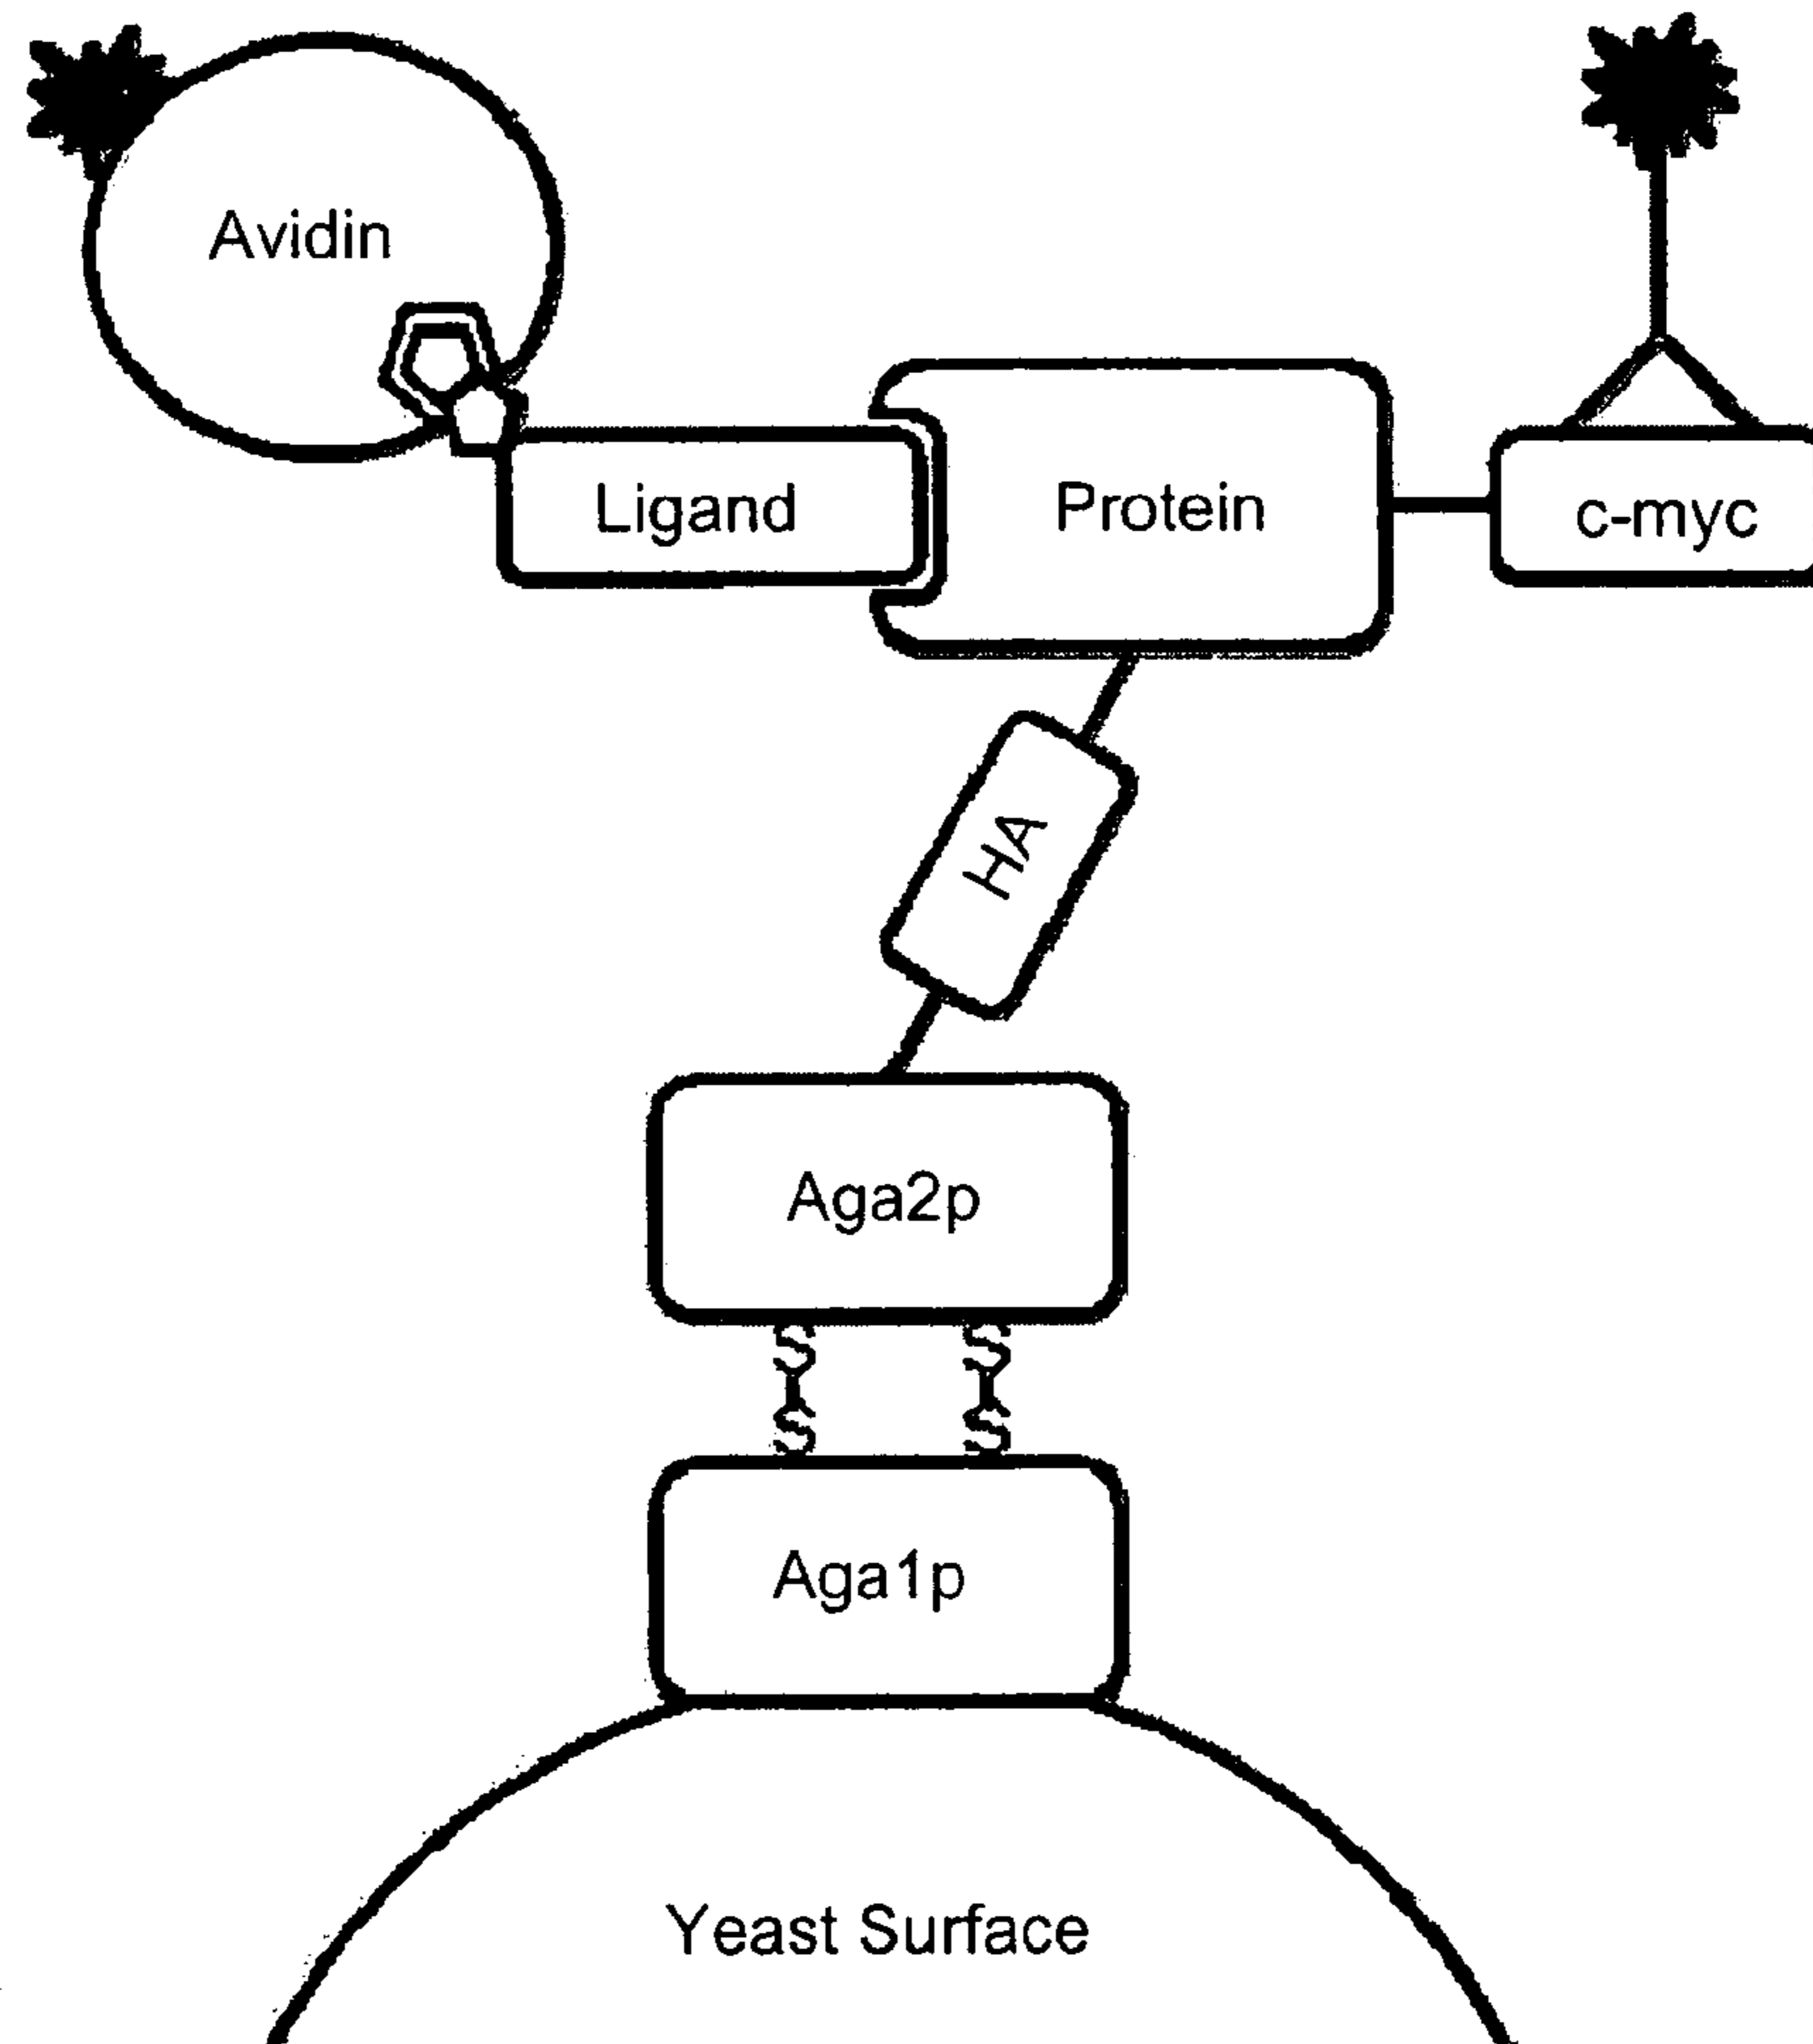 Avidin
Ligand
Protein
c-myc
HA
Aga2p
S
S
S
S
Aga1p
Yeast Surface